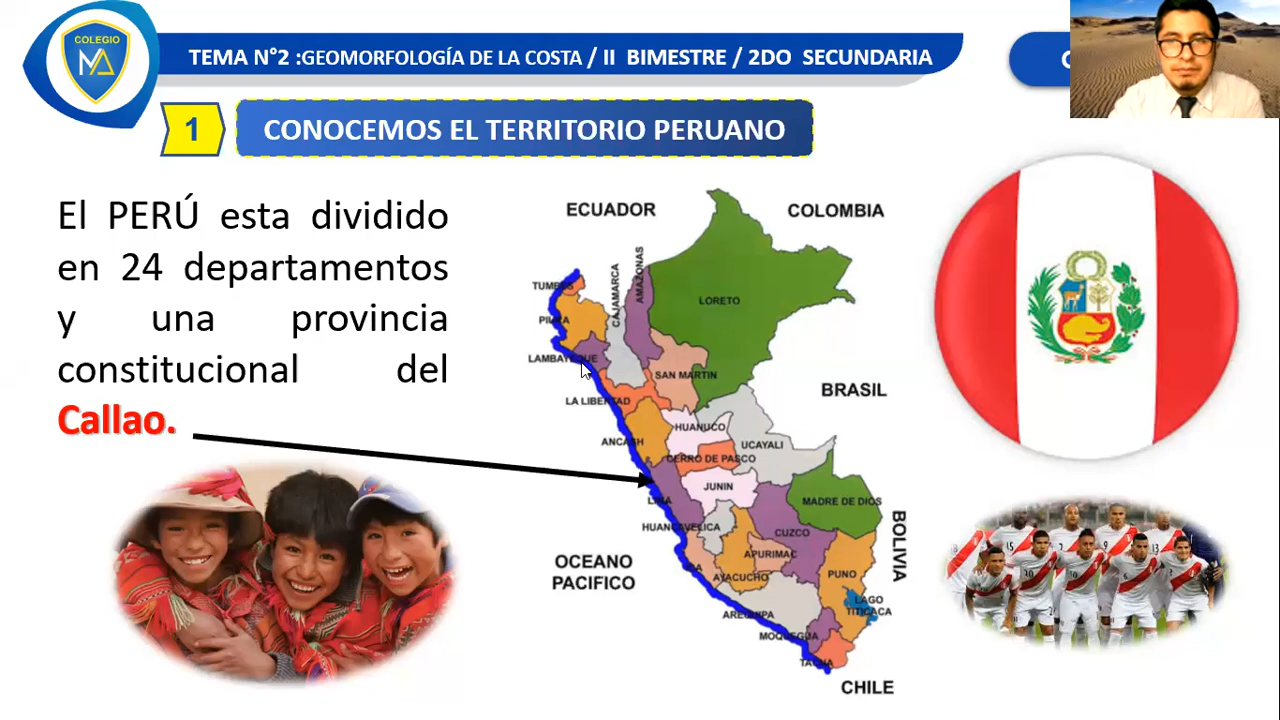 COLEGIO
TEMA N°2 :GEOMORFOLOGÍA DE LA COSTA / II BIMESTRE / 2DO SECUNDARIA
1
CONOCEMOS EL TERRITORIO PERUANO
El PERÚ esta dividido
en 24 departamentos
y una provincia
constitucional del
Callao.
ECUADOR
COLOMBIA
TUMBES
CAJAMARCA
AMAZONAS
LORETO
PIURA
LAMBAYEQUE
SAN MARTIN
BRASIL
LA LIBERTAD
HUANUCO
ANCASH
UCAYALI
CERRO DE PASCO
JUNIN
LIMA
MADRE DE DIOS
HUANCAVELICA
CUZCO
BOLIVIA
OCEANO
PACIFICO
APURIMAC
AYACUCHO
PUNO
LAGO
TITICACA
AREQUIPA
MOQUEGUA
TACNA
CHILE